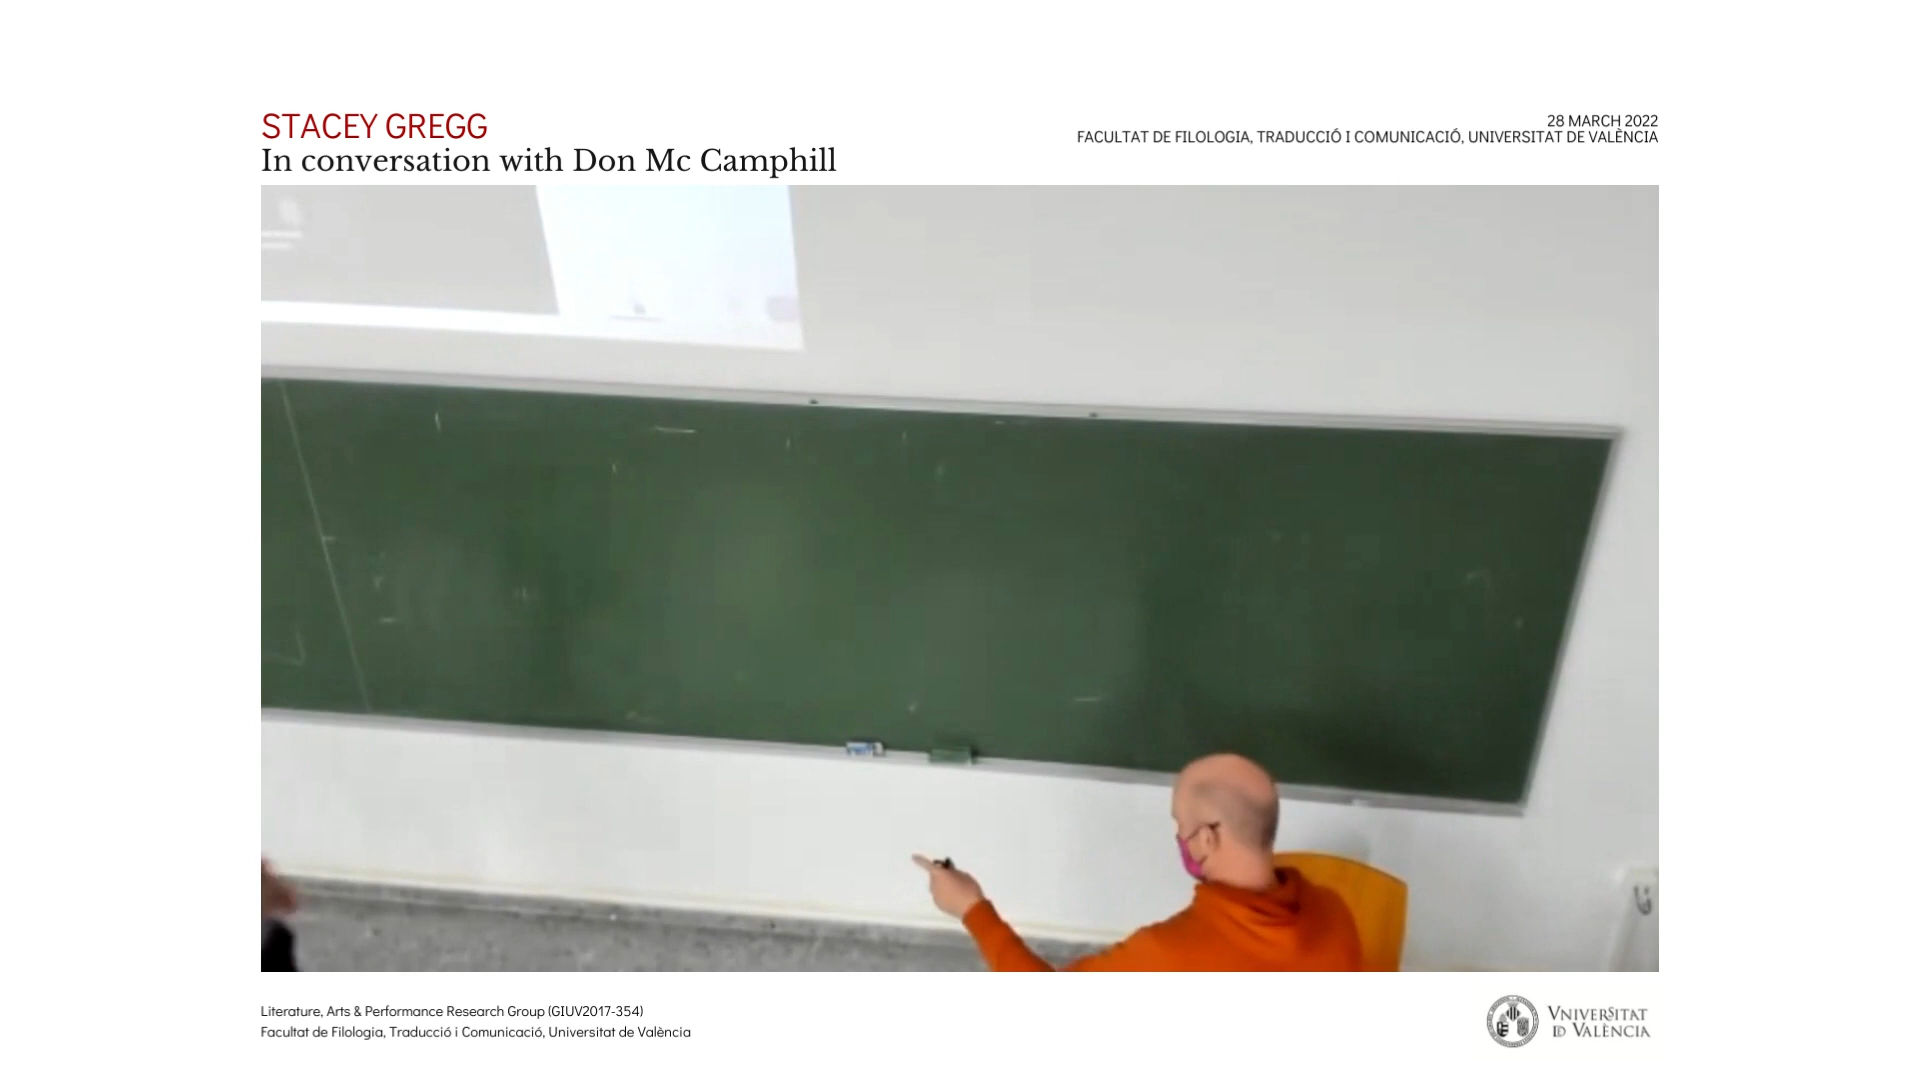 STACEY GREGG
In conversation with Don Mc Camphill
28 MARCH 2022
FACULTAT DE FILOLOGIA, TRADUCCIÓ I COMUNICACIÓ, UNIVERSITAT DE VALÈNCIA
Literature, Arts & Performance Research Group (GIUV2017-354)
Facultat de Filologia, Traducció i Comunicació, Universitat de València
VNIVERSITAT
ID VALÈNCIA